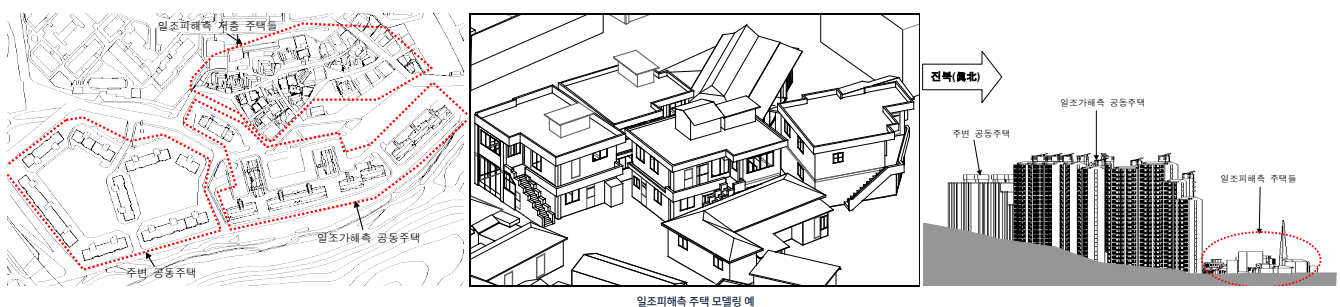 일조피해측 저층 주택들
일조가해측 공동주택
주변 공동주택
일조피해측 주택 모델링 예
진북(眞北)
일조가해측 공동주택
주변 공동주택
일조피해측 주택들